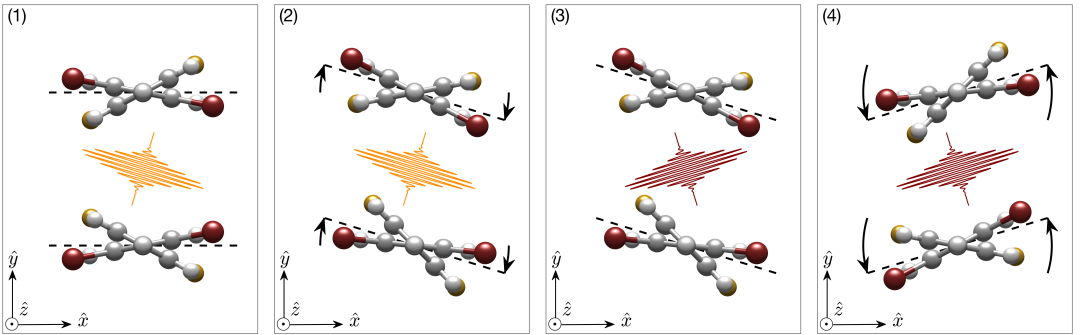 (1)
(2)
(3)
(4)
ŷ
ẑ
x̂
ŷ
ẑ
x̂
ŷ
ẑ
x̂
ŷ
ẑ
x̂